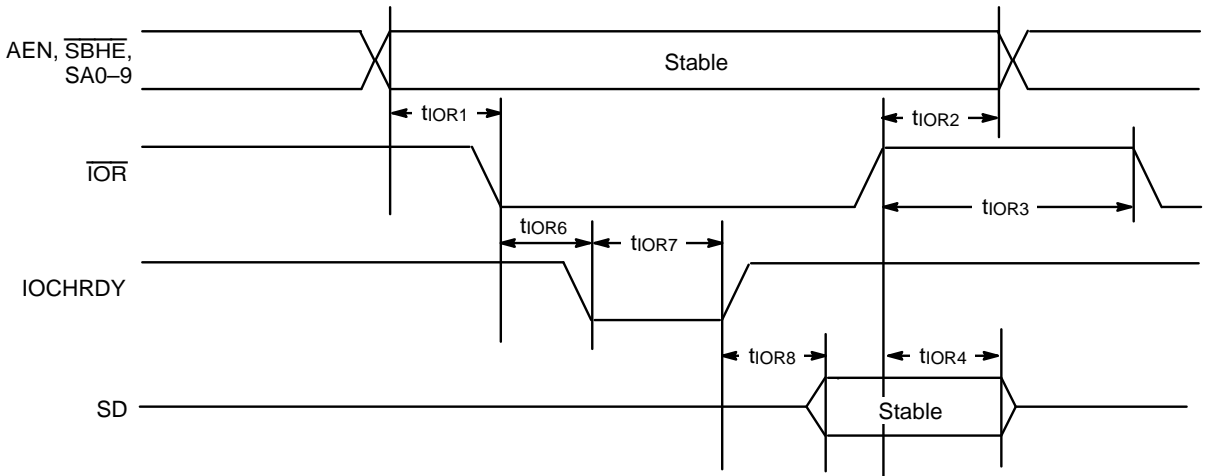 AEN, SBHE,
SA0–9
Stable
tIOR1
tIOR2
IOR
tIOR3
tIOR6
tIOR7
IOCHRDY
tIOR8
tIOR4
SD
Stable